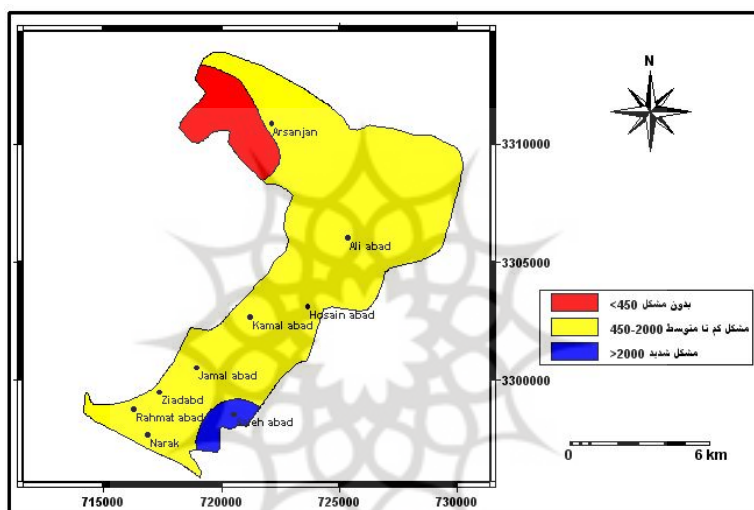 N
Arsanjan
3310000
Ali abad
3305000
Hosain abad
Kamal abad
بدون مشکل 450>
مشکل کم تا متوسط 450-2000
مشکل شدید 2000<
Jamal abad
3300000
Ziadabd
Rahmat abad
eh abad
Narak
0 6 km
715000 720000 725000 730000